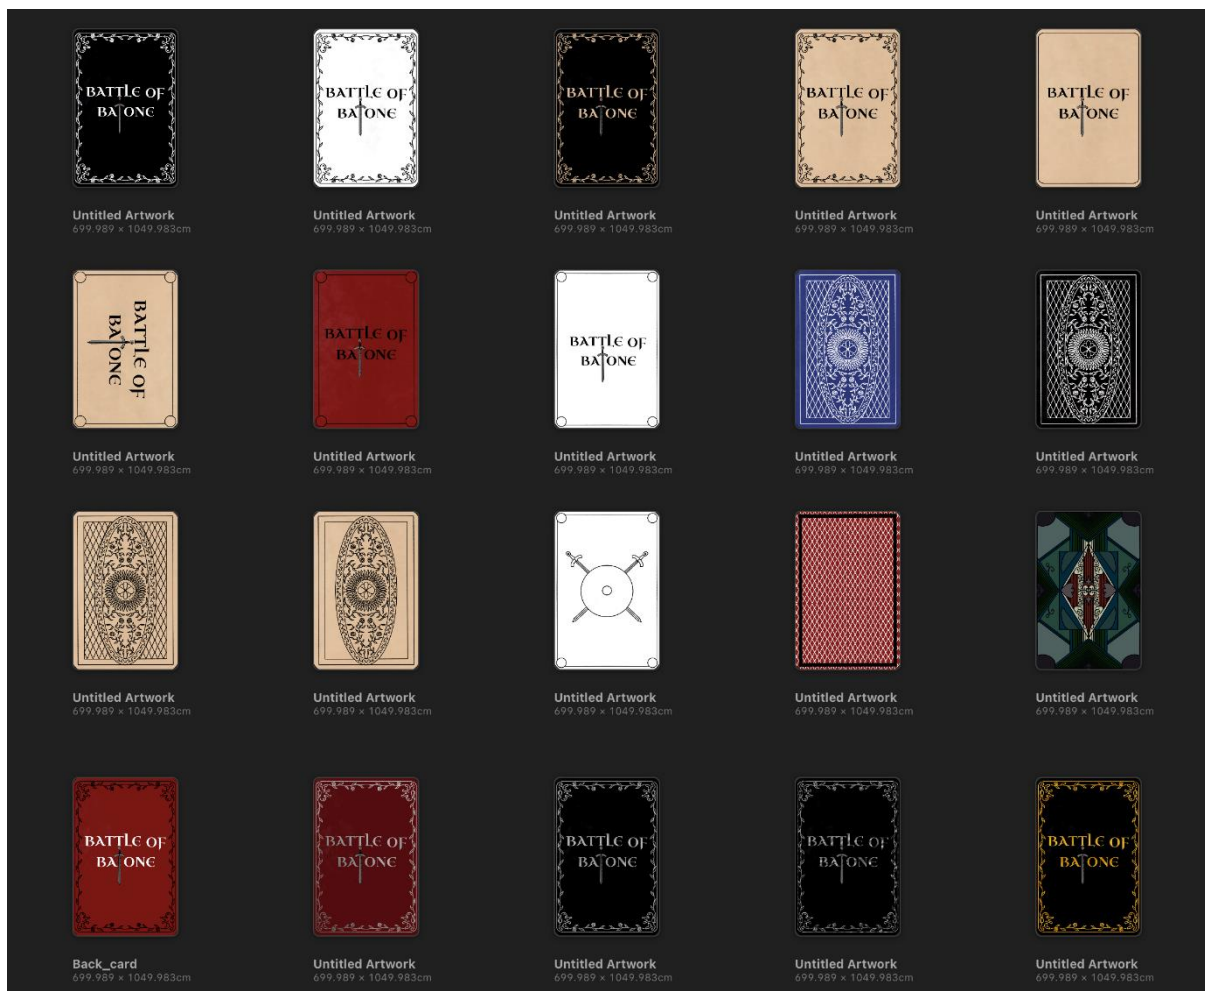 BATTLE OF
BATONE
BATTLE OF
BATONE
BATTLE OF
BATONE
BATTLE OF
BATONE
BATTLE OF
BATONE
Untitled Artwork
699.989 × 1049.983cm
Untitled Artwork
699.989 × 1049.983cm
Untitled Artwork
699.989 × 1049.983cm
Untitled Artwork
699.989 × 1049.983cm
Untitled Artwork
699.989 × 1049.983cm
BATTLE OF
BATONE
BATTLE OF
BATONE
BATTLE OF
BATONE
Untitled Artwork
699.989 × 1049.983cm
Untitled Artwork
699.989 × 1049.983cm
Untitled Artwork
699.989 × 1049.983cm
Untitled Artwork
699.989 × 1049.983cm
Untitled Artwork
699.989 × 1049.983cm
Untitled Artwork
699.989 × 1049.983cm
Untitled Artwork
699.989 × 1049.983cm
Untitled Artwork
699.989 × 1049.983cm
Untitled Artwork
699.989 × 1049.983cm
Untitled Artwork
699.989 × 1049.983cm
BATTLE OF
BATONE
BATTLE OF
BATONE
BATTLE OF
BATONE
BATTLE OF
BATONE
BATTLE OF
BATONE
Back_card
699.989 × 1049.983cm
Untitled Artwork
699.989 × 1049.983cm
Untitled Artwork
699.989 × 1049.983cm
Untitled Artwork
699.989 × 1049.983cm
Untitled Artwork
699.989 × 1049.983cm